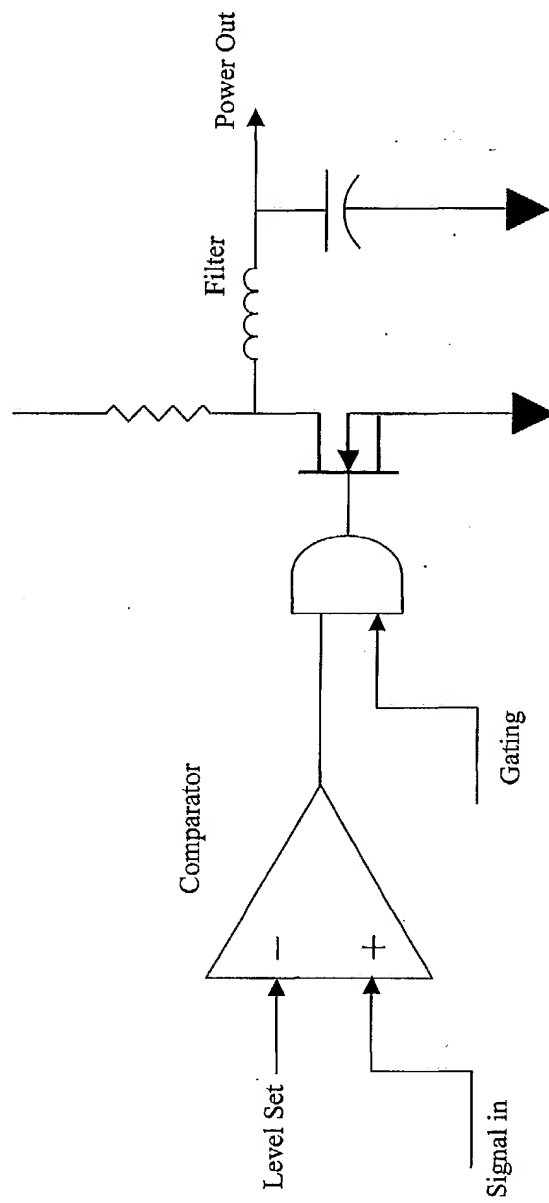 Level Set
Signal in
Comparator
−
+
Gating
Filter
Power Out